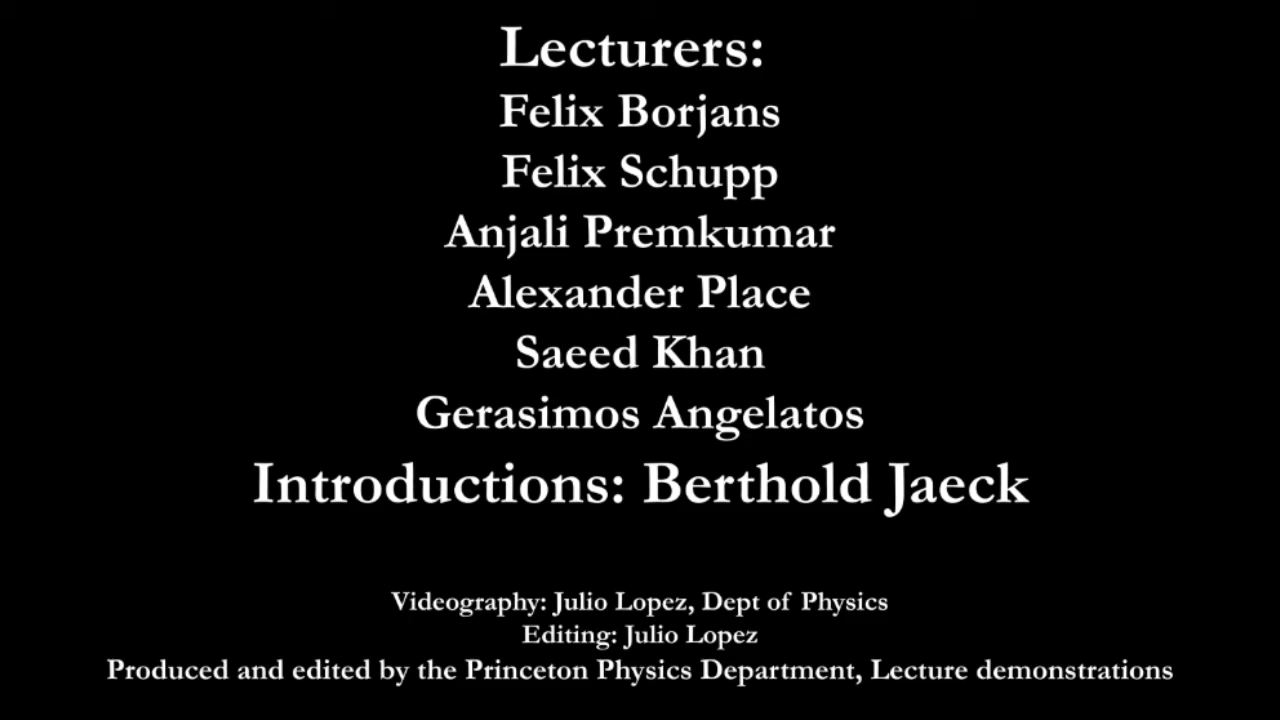 Lecturers:
Felix Borjans
Felix Schupp
Anjali Premkumar
Alexander Place
Saeed Khan
Gerasimos Angelatos
Introductions: Berthold Jaeck
Videography: Julio Lopez, Dept of Physics
Editing: Julio Lopez
Produced and edited by the Princeton Physics Department, Lecture demonstrations